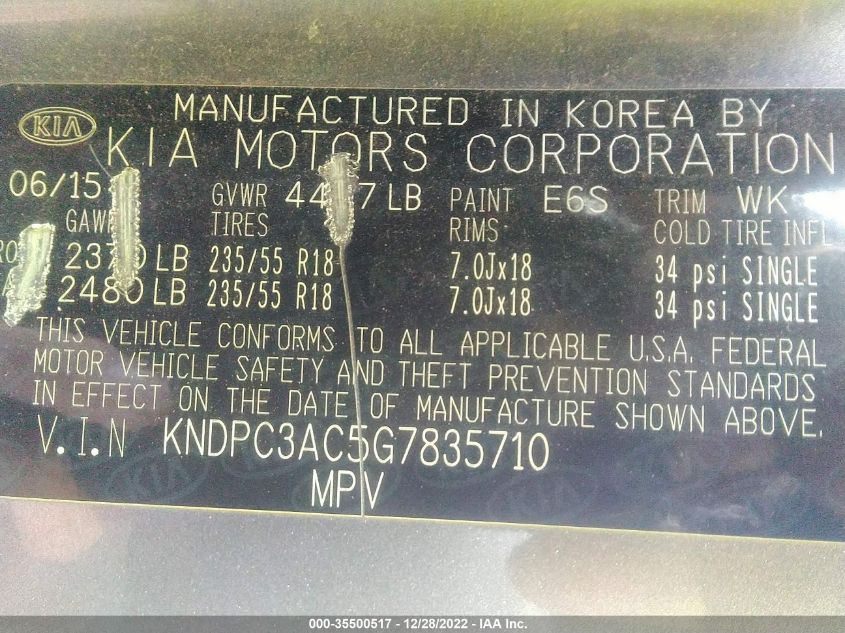 MANUFACTURED IN KOREA BY
KIA
KIA MOTORS CORPORATION
06/15 GVWR LB PAINT E6S TRIM WK
TIRES RIMS COLD TIRE INFL
LB 235/55 R18 7.0Jx18 34 psi SINGLE
2480 LB 235/55 R18 7.0Jx18 34 psi SINGLE
THIS VEHICLE CONFORMS TO ALL APPLICABLE U.S.A. FEDERAL
MOTOR VEHICLE SAFETY AND THEFT PREVENTION STANDARDS
IN EFFECT ON THE DATE OF MANUFACTURE SHOWN ABOVE.
V.I.N KNDPC3AC5G7835710
MPV
000-35500517 - 12/28/2022 - IAA Inc.